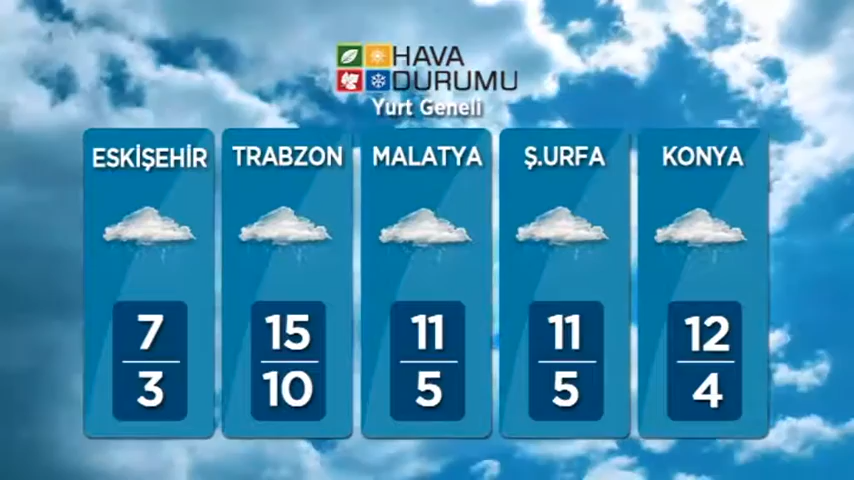 HAVA
DURUMU
Yurt Geneli
ESKİŞEHİR
7
3
TRABZON
15
10
MALATYA
11
5
Ş.URFA
11
5
KONYA
12
4